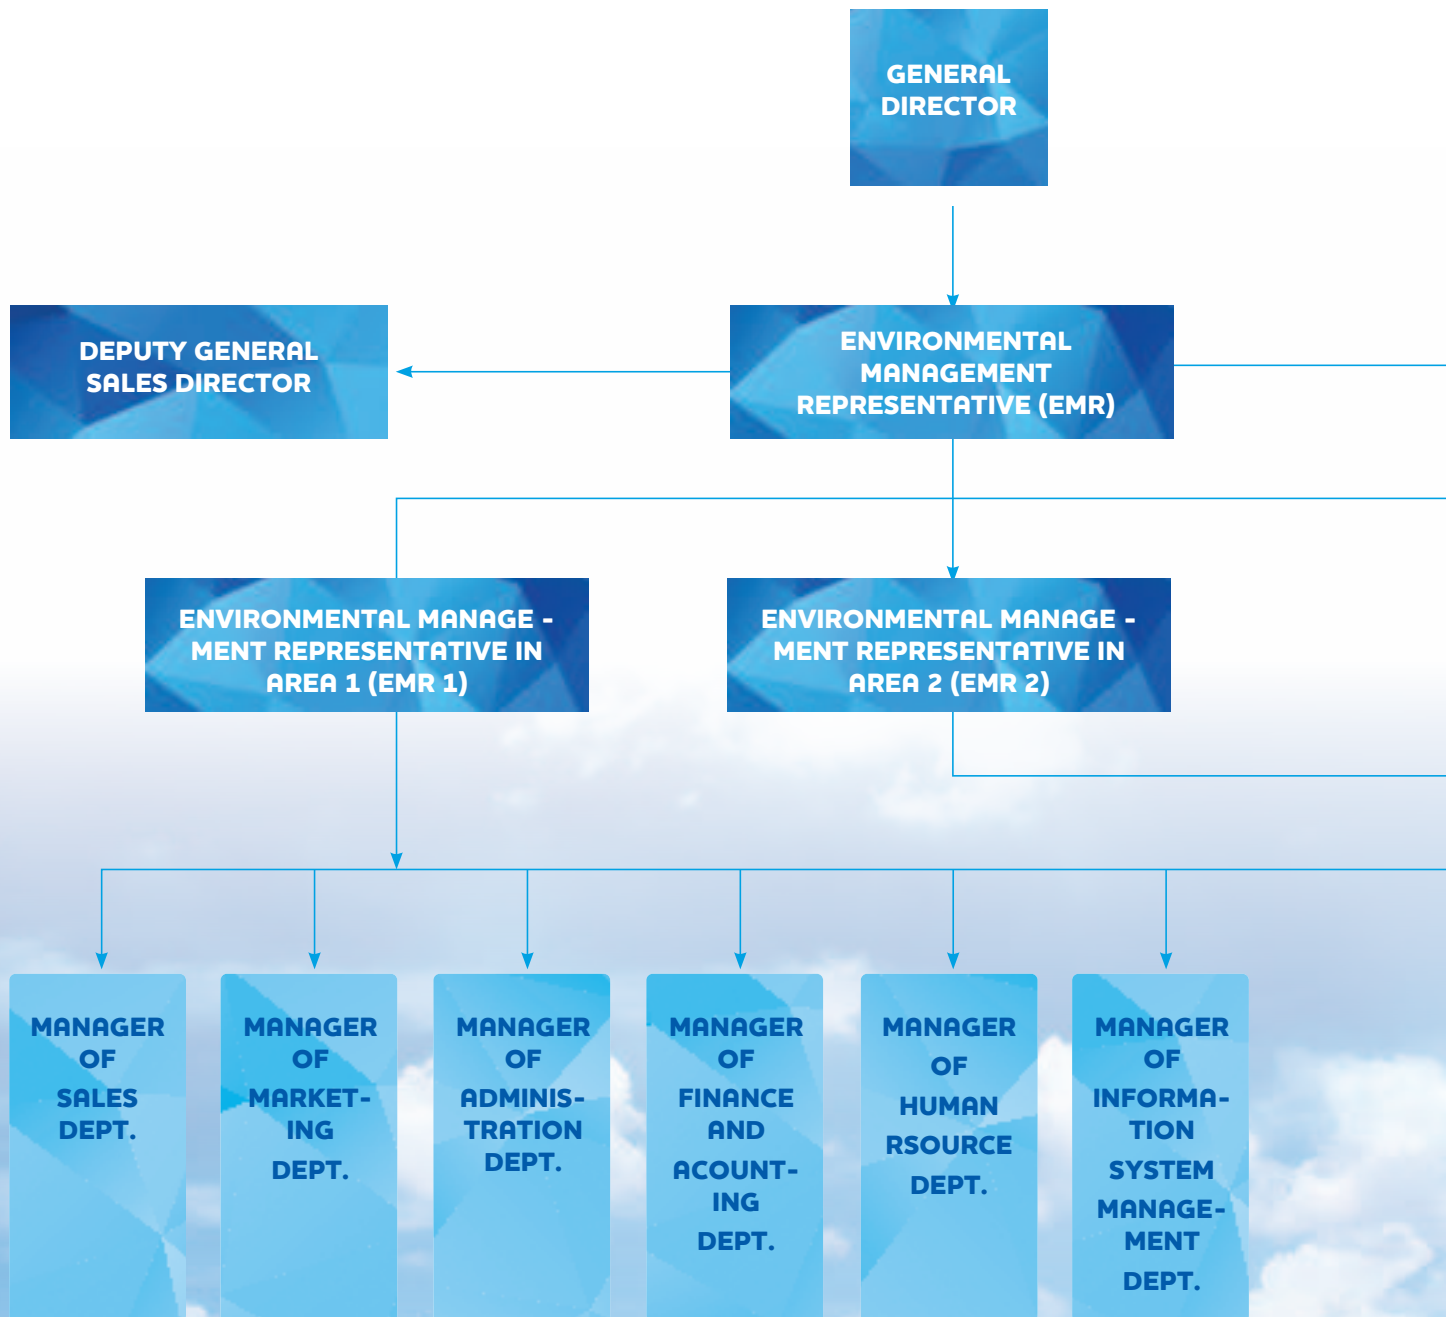 GENERAL
DIRECTOR
DEPUTY GENERAL
SALES DIRECTOR
ENVIRONMENTAL
MANAGEMENT
REPRESENTATIVE (EMR)
ENVIRONMENTAL MANAGE -
MENT REPRESENTATIVE IN
AREA 1 (EMR 1)
ENVIRONMENTAL MANAGE -
MENT REPRESENTATIVE IN
AREA 2 (EMR 2)
MANAGER
OF
SALES
DEPT.
MANAGER
OF
MARKET-
ING
DEPT.
MANAGER
OF
ADMINIS-
TRATION
DEPT.
MANAGER
OF
FINANCE
AND
ACOUNT-
ING
DEPT.
MANAGER
OF
HUMAN
RSOURCE
DEPT.
MANAGER
OF
INFORMA-
TION
SYSTEM
MANAGE-
MENT
DEPT.